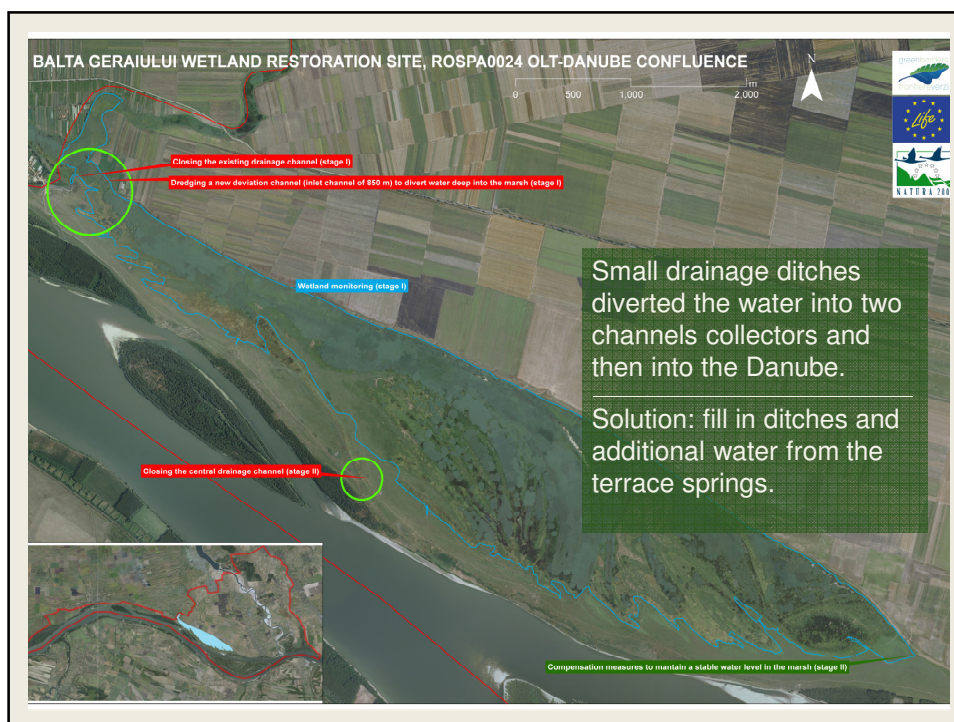 BALTA GERAIULUI WETLAND RESTORATION SITE, ROSPA0024 OLT-DANUBE CONFLUENCE
N
m
0 500 1,000 2,000
greenborders
Life
NATURA 200
Closing the existing drainage channel (stage I)
Dredging a new deviation channel (inlet channel of 850 m) to divert water deep into the marsh (stage I)
Wetland monitoring (stage I)
Small drainage ditches
diverted the water into two
channels collectors and
then into the Danube.
Solution: fill in ditches and
additional water from the
terrace springs.
Closing the central drainage channel (stage II)
Compensation measures to mantain a stable water level in the marsh (stage II)